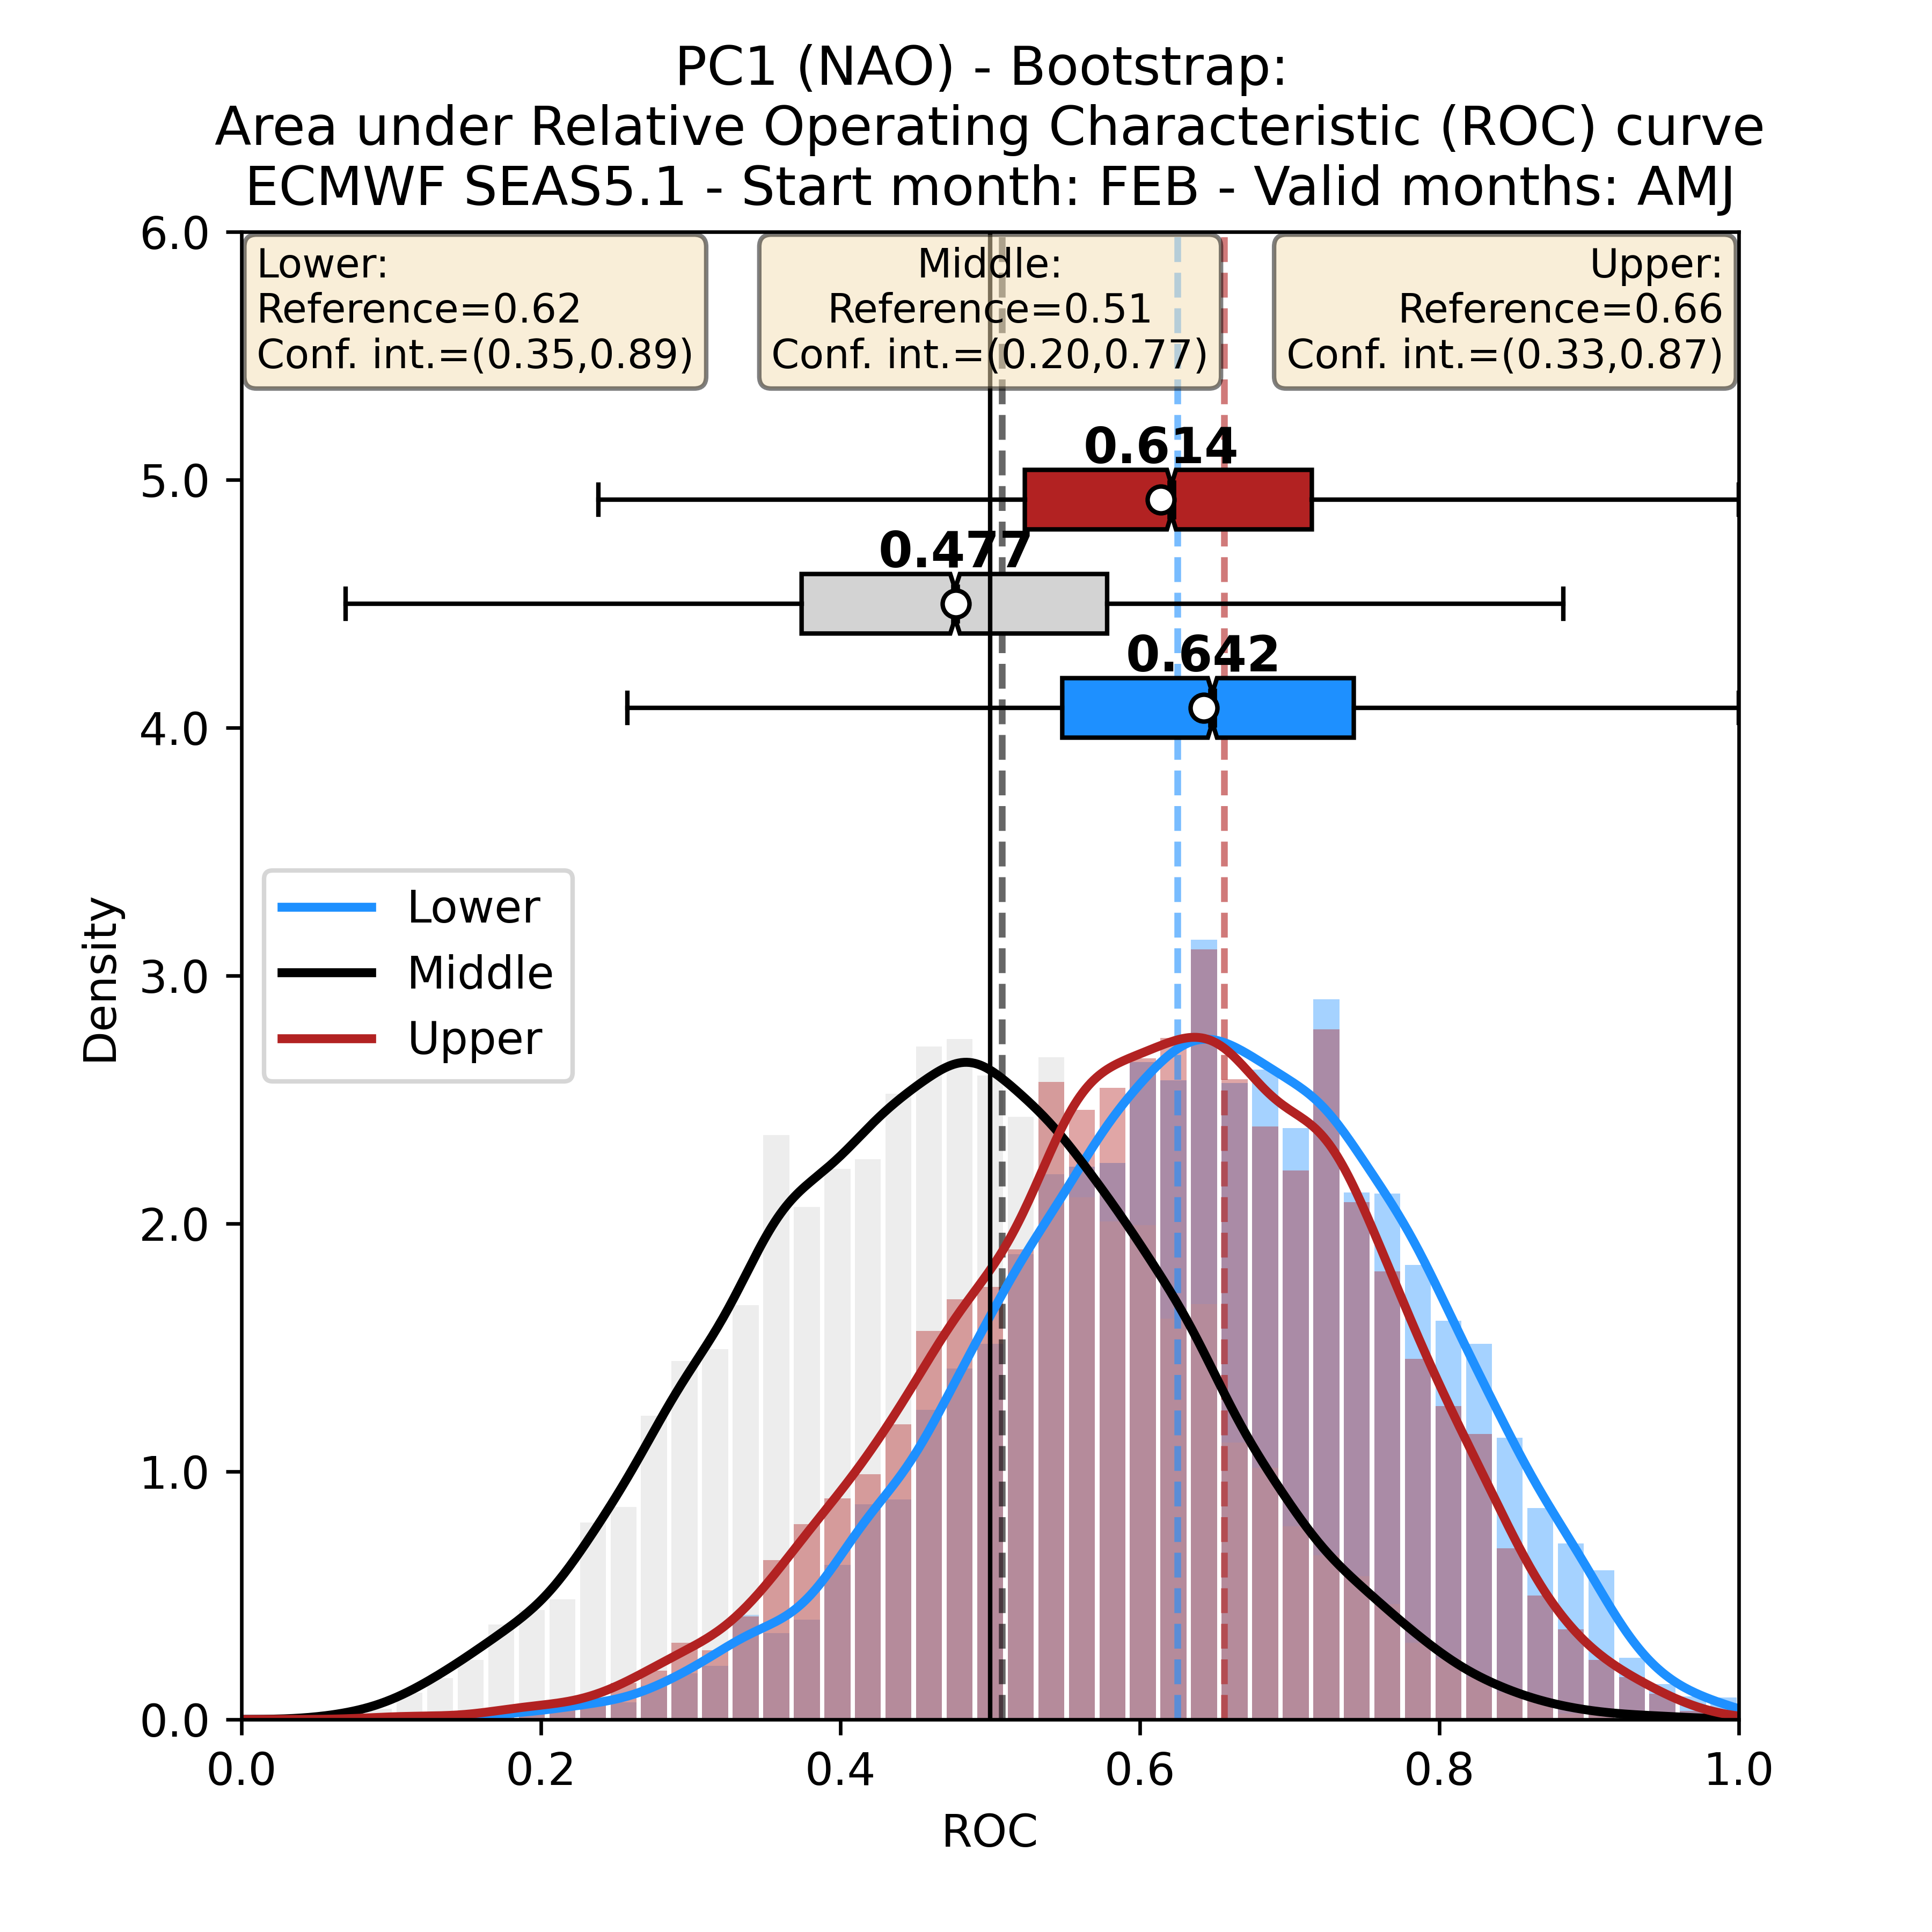 PC1 (NAO) - Bootstrap:
Area under Relative Operating Characteristic (ROC) curve
ECMWF SEAS5.1 - Start month: FEB - Valid months: AMJ
Lower:
Reference=0.62
Conf. int.=(0.35,0.89)
Middle:
Reference=0.51
Conf. int.=(0.20,0.77)
Upper:
Reference=0.66
Conf. int.=(0.33,0.87)
0.614
0.477
0.642
Lower
Middle
Upper
Density
6.0
5.0
4.0
3.0
2.0
1.0
0.0
0.0 0.2 0.4 0.6 0.8 1.0
ROC